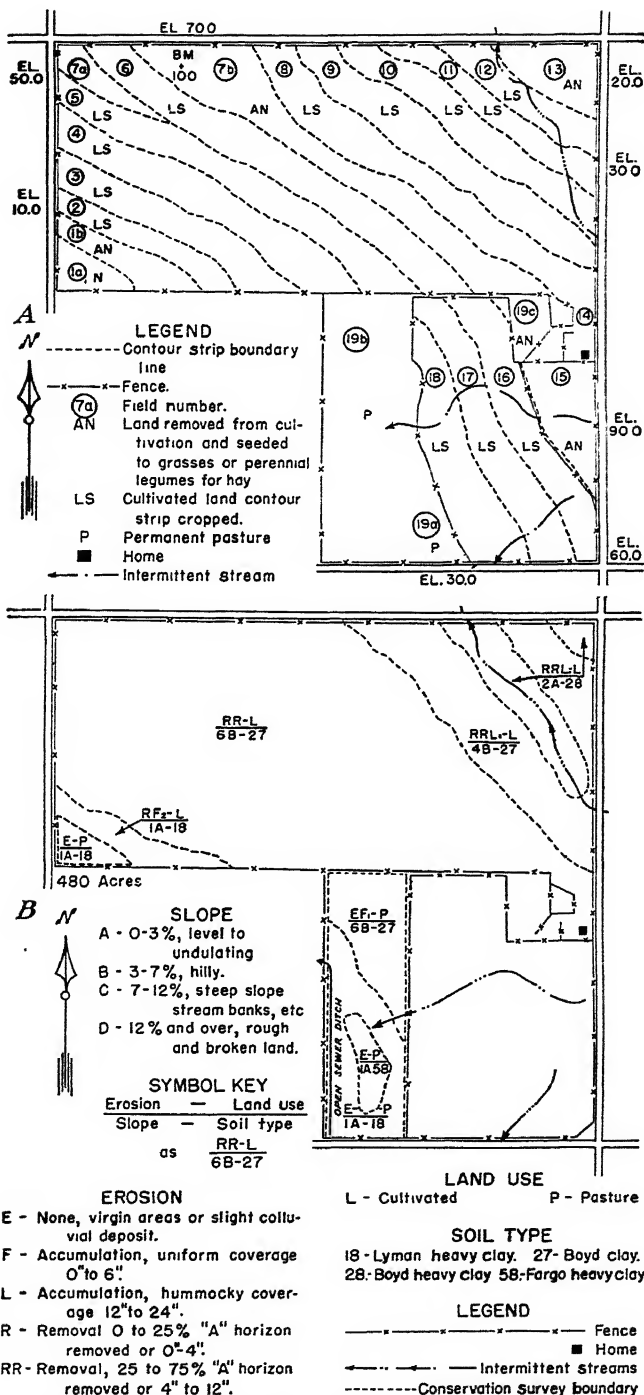 EL 700
EL. 50.0
7a
6
BM + 100
7b
8
9
10
11
12
13
AN
EL. 20.0
5
LS
LS
AN
LS
LS
LS
LS
LS
LS
4
LS
EL. 30.0
3
LS
EL. 10.0
2
LS
1b
AN
1a
N
A
N
LEGEND
Contour strip boundary
line
Fence.
7a Field number.
AN Land removed from cul-
tivation and seeded
to grasses or perennial
legumes for hay
LS Cultivated land contour
strip cropped.
P Permanent pasture
Home
Intermittent stream
19b
19c
14
AN
18
17
16
15
P
LS
LS
LS
AN
EL. 90.0
19a
P
EL. 60.0
EL. 30.0
RRL-L
2A-28
RR-L
6B-27
RRL-L
4B-27
RF2-L
1A-18
E-P
1A-18
480 Acres
B
N
SLOPE
A - 0-3%, level to
undulating
B - 3-7%, hilly.
C - 7-12%, steep slope
stream banks, etc
D - 12% and over, rough
and broken land.
SYMBOL KEY
Erosion — Land use
Slope — Soil type
as RR-L
6B-27
EF1-P
6B-27
OPEN SEWER DITCH
E-P
1A58
E-P
1A-18
EROSION
E - None, virgin areas or slight collu-
vial deposit.
F - Accumulation, uniform coverage
0" to 6".
L - Accumulation, hummocky cover-
age 12" to 24".
R - Removal 0 to 25% "A" horizon
removed or 0"-4".
RR - Removal, 25 to 75% "A" horizon
removed or 4" to 12".
LAND USE
L - Cultivated P - Pasture
SOIL TYPE
18 - Lyman heavy clay. 27 - Boyd clay.
28.- Boyd heavy clay 58-Fargo heavy clay
LEGEND
Fence
Home
Intermittent streams
Conservation survey boundary